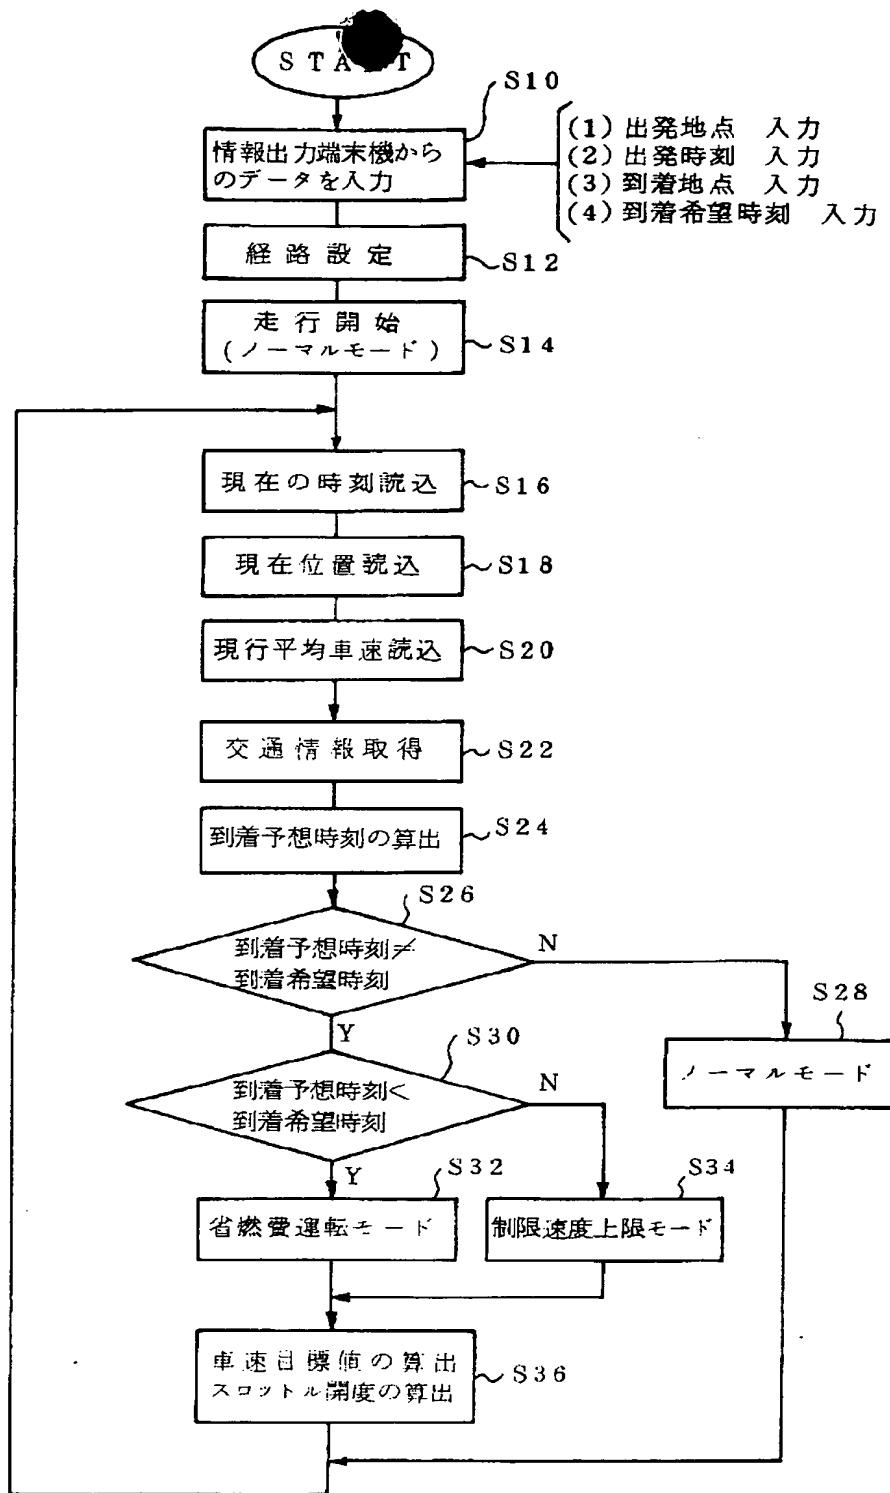 START
S10
情報出力端末機から
のデータを入力
(1) 出発地点 入力
(2) 出発時刻 入力
(3) 到着地点 入力
(4) 到着希望時刻 入力
経路設定
S12
走行開始
(ノーマルモード)
S14
現在の時刻読込
S16
現在位置読込
S18
現行平均車速読込
S20
交通情報取得
S22
到着予想時刻の算出
S24
S26
到着予想時刻≠
到着希望時刻
N
Y
S28
ノーマルモード
S30
到着予想時刻<
到着希望時刻
N
Y
S32
省燃費運転モード
S34
制限速度上限モード
車速目標値の算出
スロットル開度の算出
S36